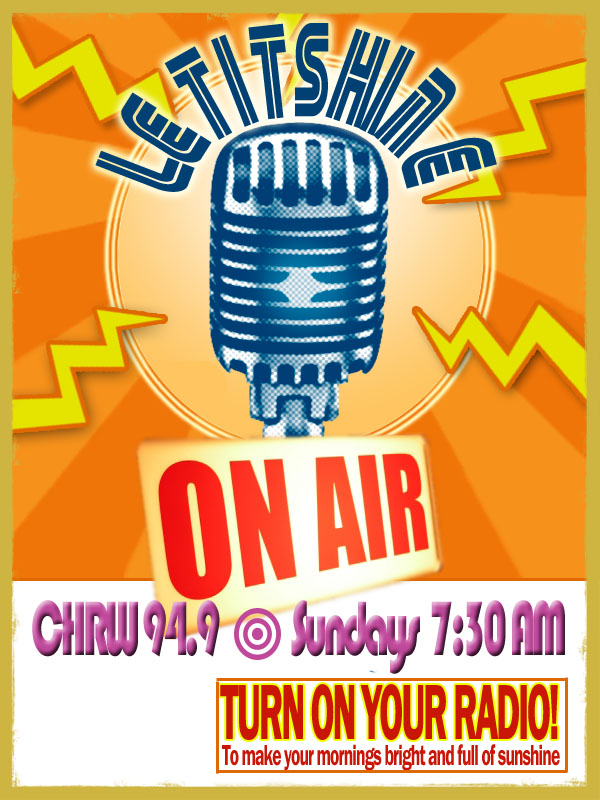 LETITSHINE
ON AIR
CHRW 94.9 @ Sundays 7:30 AM
TURN ON YOUR RADIO!
To make your mornings bright and full of sunshine